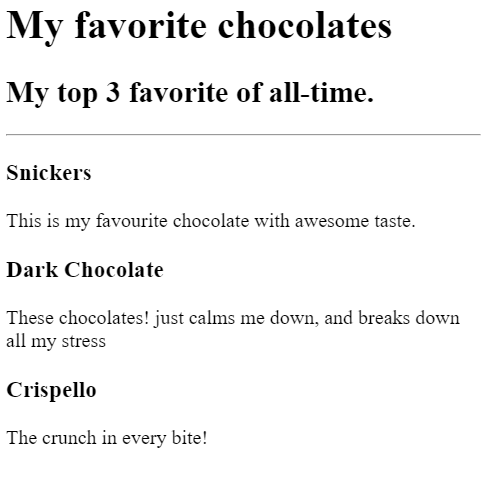 My favorite chocolates
My top 3 favorite of all-time.
Snickers
This is my favourite chocolate with awesome taste.
Dark Chocolate
These chocolates! just calms me down, and breaks down
all my stress
Crispello
The crunch in every bite!